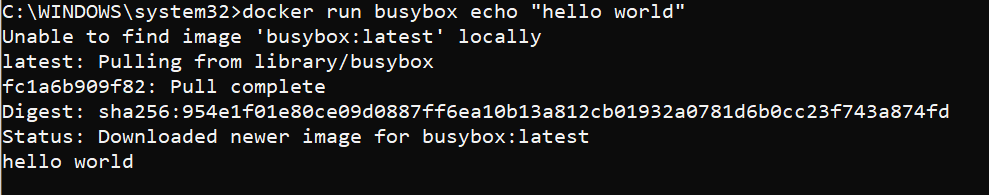 C:\WINDOWS\system32>docker run busybox echo "hello world"
Unable to find image 'busybox:latest' locally
latest: Pulling from library/busybox
fc1a6b909f82: Pull complete
Digest: sha256:954e1f01e80ce09d0887ff6ea10b13a812cb01932a0781d6b0cc23f743a874fd
Status: Downloaded newer image for busybox:latest
hello world